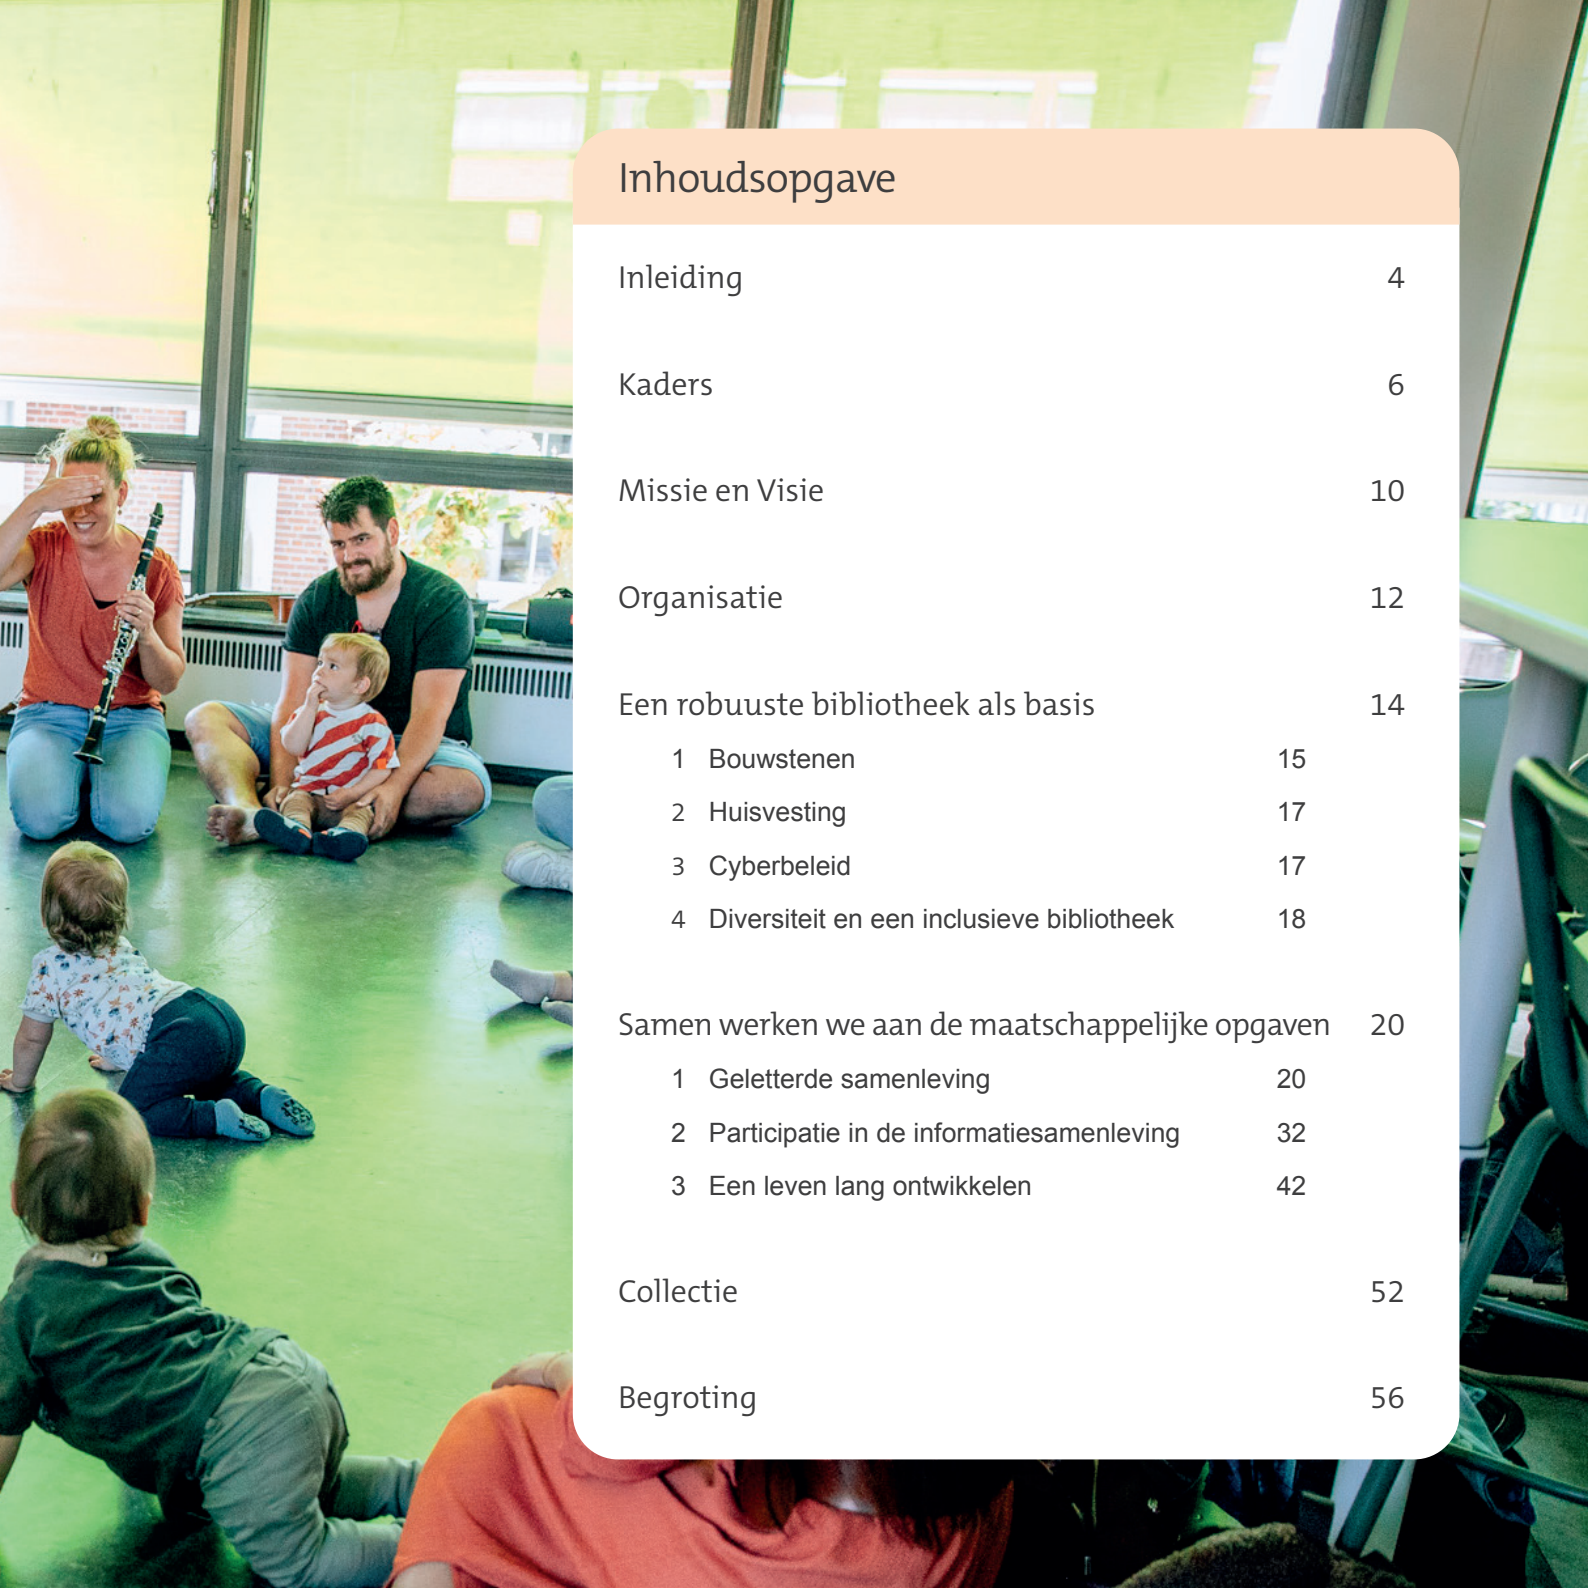 Inhoudsopgave
Inleiding 4
Kaders 6
Missie en Visie 10
Organisatie 12
Een robuuste bibliotheek als basis 14
1 Bouwstenen 15
2 Huisvesting 17
3 Cyberbeleid 17
4 Diversiteit en een inclusieve bibliotheek 18
Samen werken we aan de maatschappelijke opgaven 20
1 Geletterde samenleving 20
2 Participatie in de informatiesamenleving 32
3 Een leven lang ontwikkelen 42
Collectie 52
Begroting 56